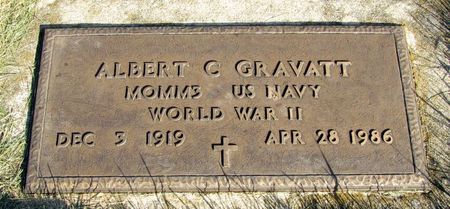 ALBERT C GRAVATT
MOMM3 US NAVY
WORLD WAR II
DEC 3 1919 APR 28 1986